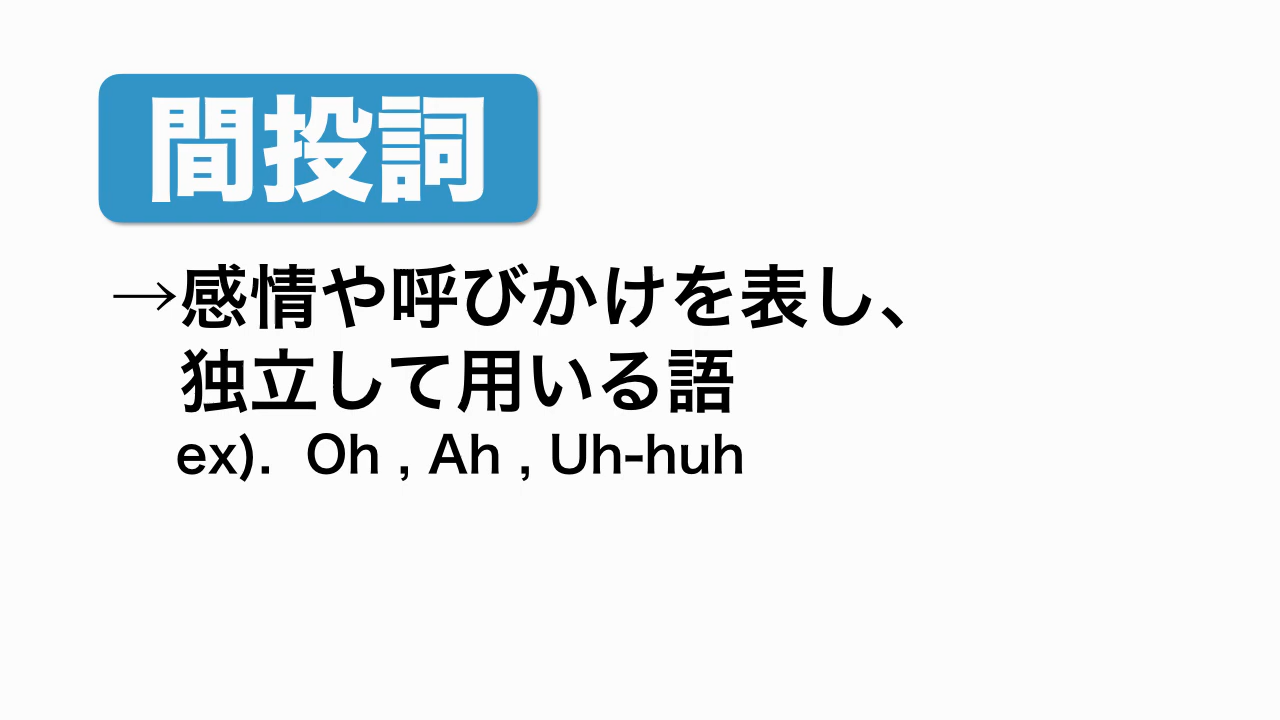 間投詞
→感情や呼びかけを表し、
独立して用いる語
ex). Oh , Ah , Uh-huh